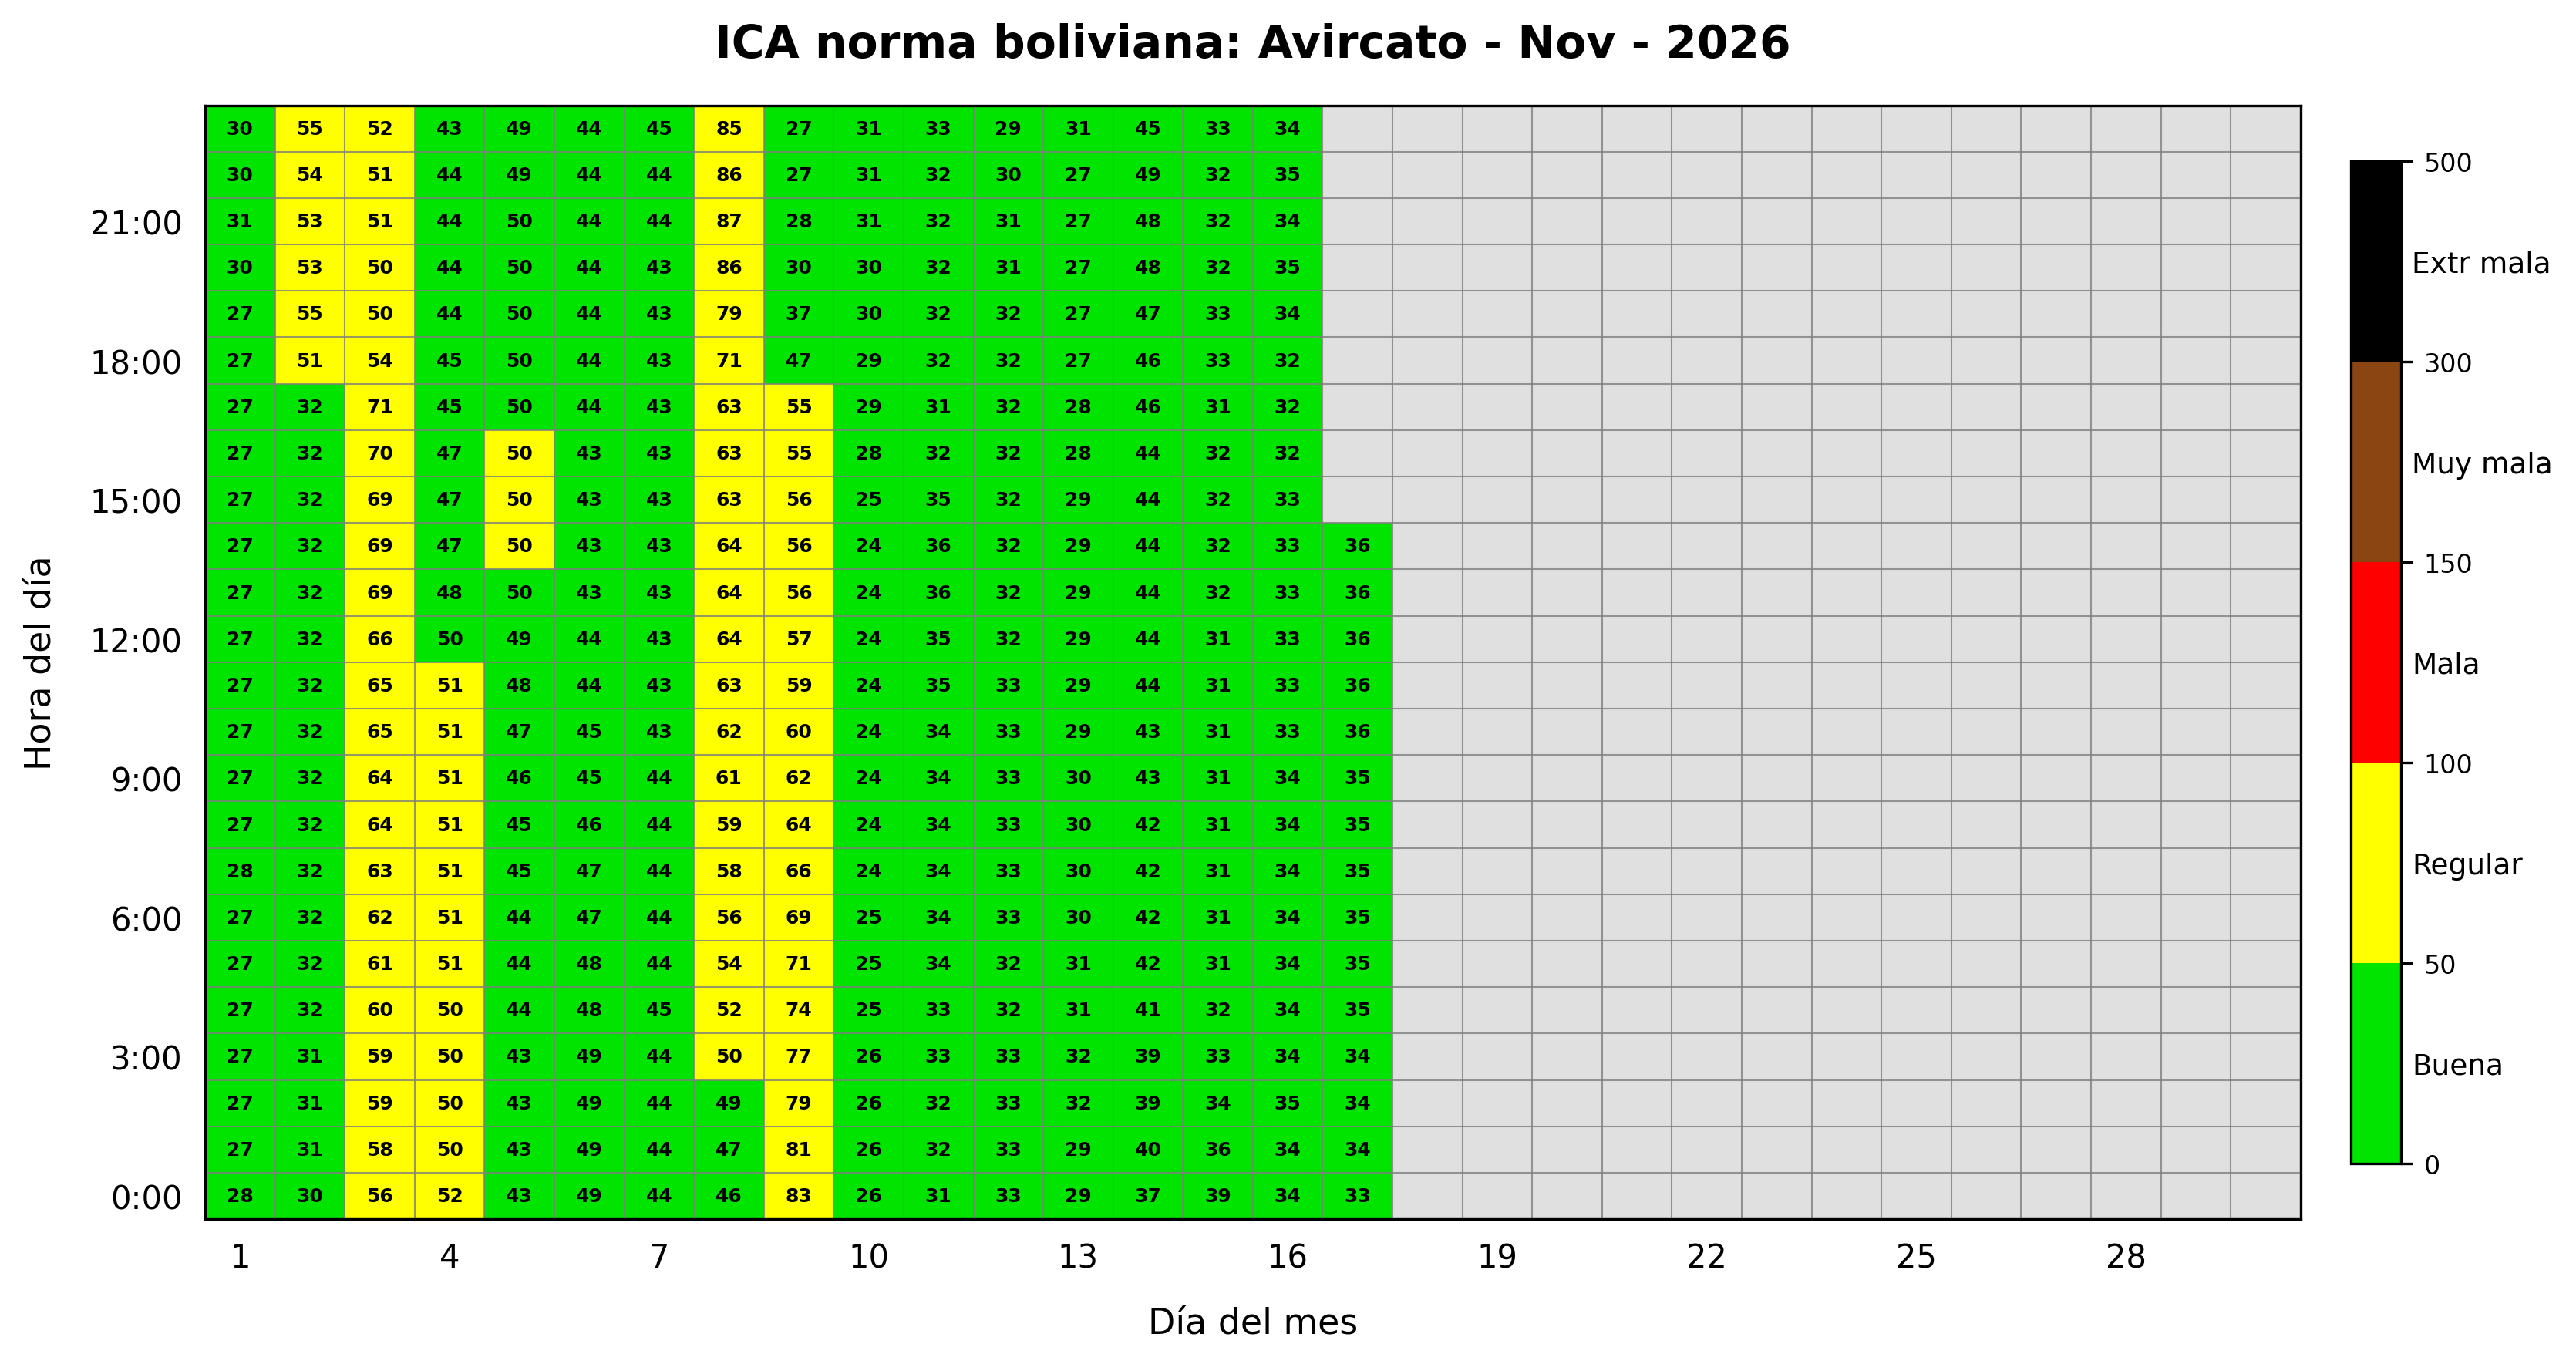 ICA norma boliviana: Avircato - Nov - 2026
30 55 52 43 49 44 45 85 27 31 33 29 31 45 33 34
30 54 51 44 49 44 44 86 27 31 32 30 27 49 32 35
21:00 31 53 51 44 50 44 44 87 28 31 32 31 27 48 32 34
30 53 50 44 50 44 43 86 30 30 32 31 27 48 32 35
27 55 50 44 50 44 43 79 37 30 32 32 27 47 33 34
18:00 27 51 54 45 50 44 43 71 47 29 32 32 27 46 33 32
27 32 71 45 50 44 43 63 55 29 31 32 28 46 31 32
27 32 70 47 50 43 43 63 55 28 32 32 28 44 32 32
15:00 27 32 69 47 50 43 43 63 56 25 35 32 29 44 32 33
27 32 69 47 50 43 43 64 56 24 36 32 29 44 32 33 36
27 32 69 48 50 43 43 64 56 24 36 32 29 44 32 33 36
12:00 27 32 66 50 49 44 43 64 57 24 35 32 29 44 31 33 36
27 32 65 51 48 44 43 63 59 24 35 33 29 44 31 33 36
27 32 65 51 47 45 43 62 60 24 34 33 29 43 31 33 36
9:00 27 32 64 51 46 45 44 61 62 24 34 33 30 43 31 34 35
27 32 64 51 45 46 44 59 64 24 34 33 30 42 31 34 35
28 32 63 51 45 47 44 58 66 24 34 33 30 42 31 34 35
6:00 27 32 62 51 44 47 44 56 69 25 34 33 30 42 31 34 35
27 32 61 51 44 48 44 54 71 25 34 32 31 42 31 34 35
27 32 60 50 44 48 45 52 74 25 33 32 31 41 32 34 35
3:00 27 31 59 50 43 49 44 50 77 26 33 33 32 39 33 34 34
27 31 59 50 43 49 44 49 79 26 32 33 32 39 34 35 34
27 31 58 50 43 49 44 47 81 26 32 33 29 40 36 34 34
0:00 28 30 56 52 43 49 44 46 83 26 31 33 29 37 39 34 33
1 4 7 10 13 16 19 22 25 28
Día del mes
Hora del día
500
Extr mala
300
Muy mala
150
Mala
100
Regular
50
Buena
0